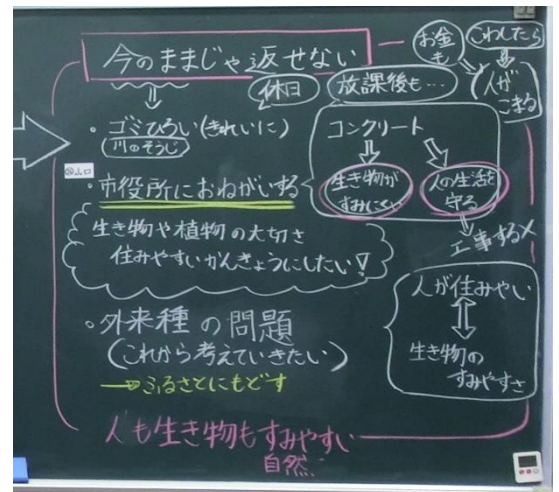 今のままじゃ返せない
お金も
こわしたら
人がこまる
休日
放課後も…
・ゴミひろい(きれいに)
川のそうじ
山口
・市役所におねがいする
コンクリート
生き物がすみにくい
人の生活を守る
工事する×
生き物や植物の大切さ
住みやすいかんきょうにしたい!
人が住みやい
生き物の
すみやすさ
・外来種の問題
(これから考えていきたい)
→ふるさとにもどす
人も生き物もすみやすい
自然